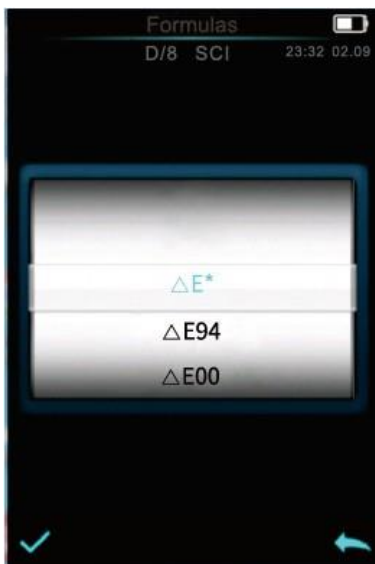 Formulas
D/8 SCI 23:32 02.09
△E*
△E94
△E00